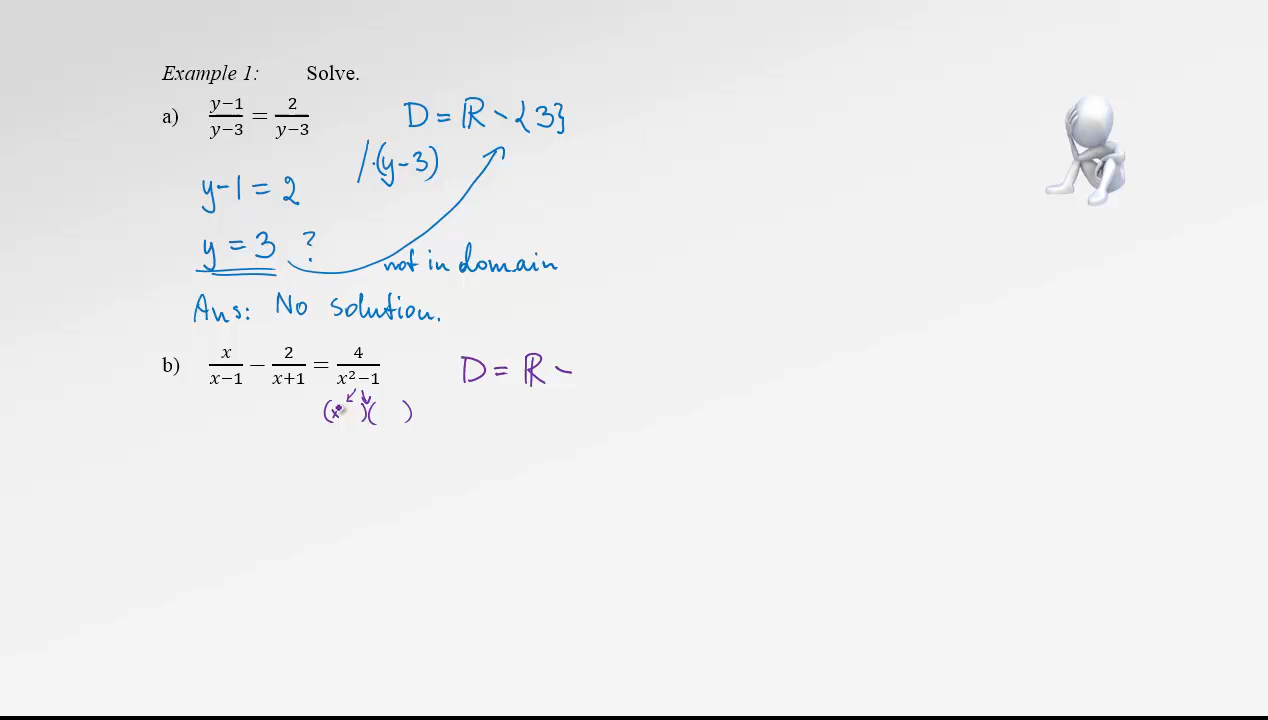 Example 1: Solve.
a) y−1/y−3 = 2/y−3 D = ℝ \ {3}
/·(y−3)
y−1 = 2
y = 3 ?
not in domain
Ans: No solution.
b) x/x−1 − 2/x+1 = 4/x²−1 D = ℝ \
(x )( )